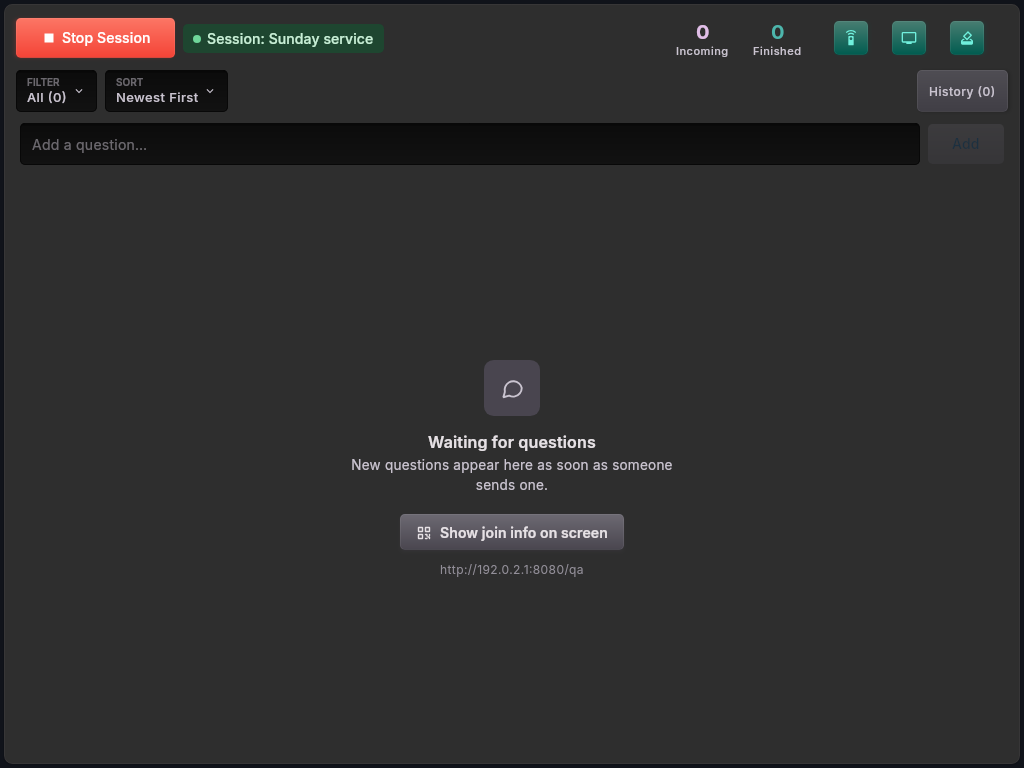 Stop Session
Session: Sunday service
0
Incoming
0
Finished
FILTER
All (0)
SORT
Newest First
History (0)
Add a question...
Add
Waiting for questions
New questions appear here as soon as someone
sends one.
Show join info on screen
http://192.0.2.1:8080/qa